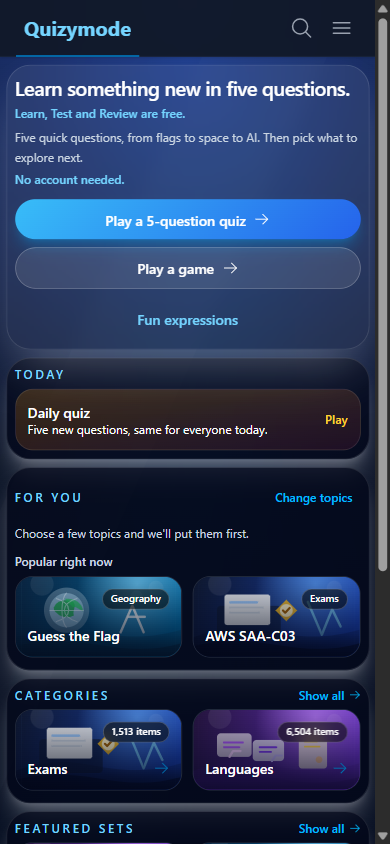 Quizymode
Learn something new in five questions.
Learn, Test and Review are free.
Five quick questions, from flags to space to AI. Then pick what to
explore next.
No account needed.
Play a 5-question quiz →
Play a game →
Fun expressions
TODAY
Daily quiz
Five new questions, same for everyone today.
Play
FOR YOU
Change topics
Choose a few topics and we'll put them first.
Popular right now
Geography
Guess the Flag
Exams
AWS SAA-C03
CATEGORIES
Show all →
1,513 items
Exams →
6,504 items
Languages →
FEATURED SETS
Show all →